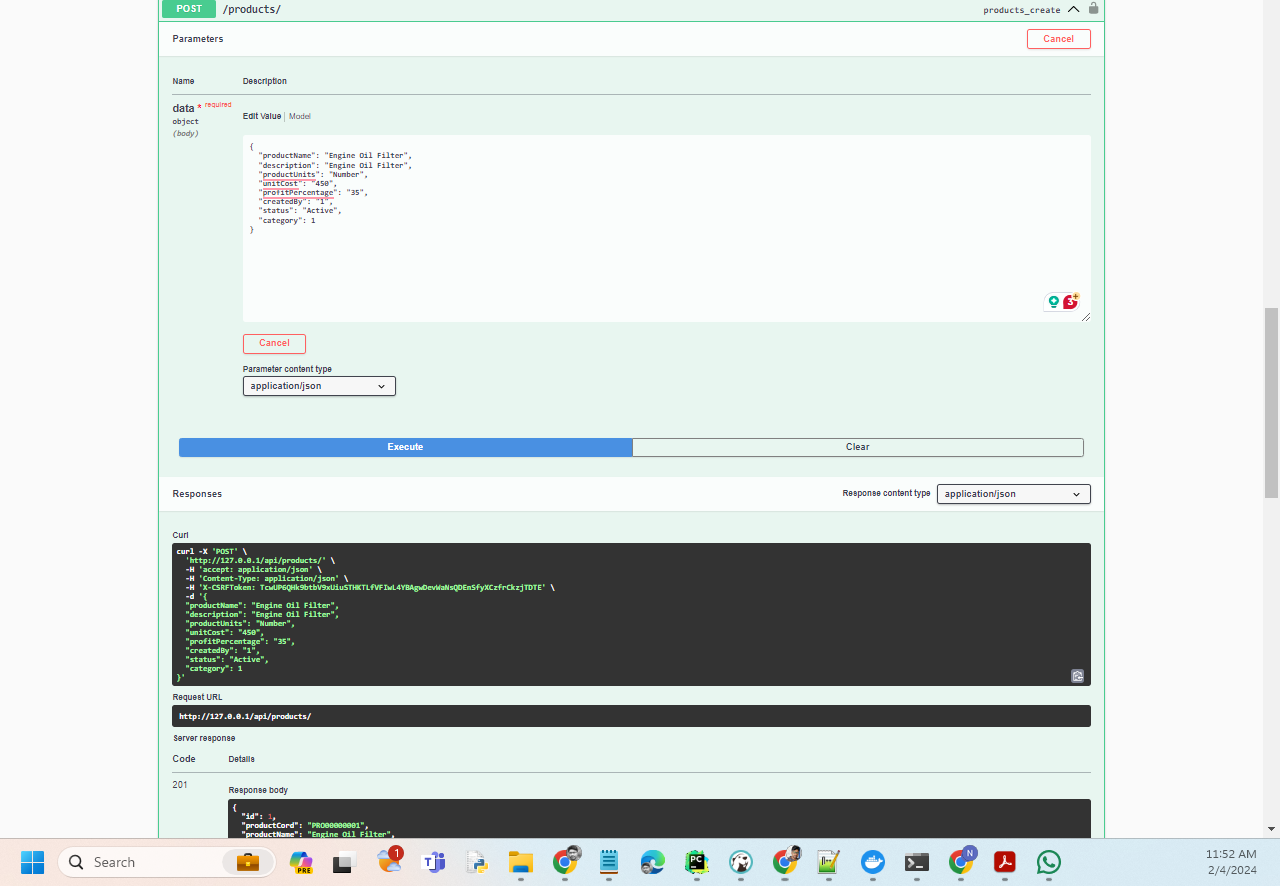 POST /products/ products_create
Parameters Cancel
Name Description
data * required
object
(body)
Edit Value | Model
{
"productName": "Engine Oil Filter",
"description": "Engine Oil Filter",
"productUnits": "Number",
"unitCost": "450",
"profitPercentage": "35",
"createdBy": "1",
"status": "Active",
"category": 1
}
3
Cancel
Parameter content type
application/json
Execute Clear
Responses Response content type application/json
Curl
curl -X 'POST' \
'http://127.0.0.1/api/products/' \
-H 'accept: application/json' \
-H 'Content-Type: application/json' \
-H 'X-CSRFToken: TcwUP6QHk9btbV9xUiuSTHKTLfVFIwL4YBAgwDevWaNsQDEmSfyXCzfrCkzjTDTE' \
-d '{
"productName": "Engine Oil Filter",
"description": "Engine Oil Filter",
"productUnits": "Number",
"unitCost": "450",
"profitPercentage": "35",
"createdBy": "1",
"status": "Active",
"category": 1
}'
Request URL
http://127.0.0.1/api/products/
Server response
Code Details
201
Response body
{
"id": 1,
"productCord": "PRO00000001",
"productName": "Engine Oil Filter",
Search PRE 1 T PC N
11:52 AM
2/4/2024